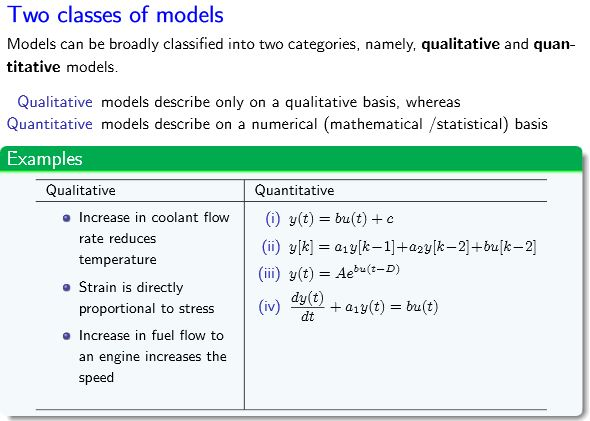 Two classes of models
Models can be broadly classified into two categories, namely, qualitative and quan-
titative models.
Qualitative models describe only on a qualitative basis, whereas
Quantitative models describe on a numerical (mathematical /statistical) basis
Examples
Qualitative
Increase in coolant flow
rate reduces
temperature
Strain is directly
proportional to stress
Increase in fuel flow to
an engine increases the
speed
Quantitative
(i) y(t) = bu(t) + c
(ii) y[k] = a₁y[k−1]+a₂y[k−2]+bu[k−2]
(iii) y(t) = Ae^{bu(t−D)}
(iv) dy(t)/dt + a₁y(t) = bu(t)